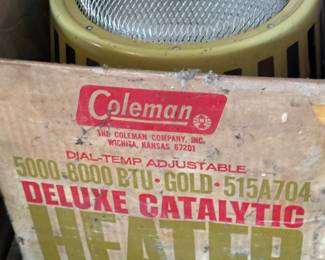 Coleman
THE COLEMAN COMPANY, INC.
WICHITA, KANSAS 67201
DIAL-TEMP ADJUSTABLE
5000-8000 BTU·GOLD·515A704
DELUXE CATALYTIC
HEATER